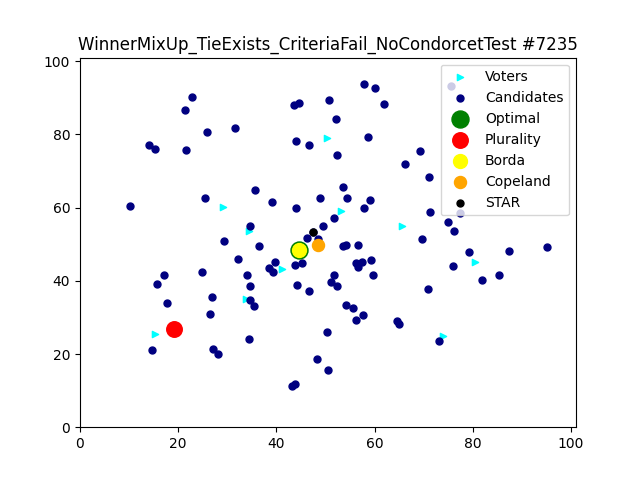 WinnerMixUp_TieExists_CriteriaFail_NoCondorcetTest #7235
Voters
Candidates
Optimal
Plurality
Borda
Copeland
STAR
100
80
60
40
20
0
0 20 40 60 80 100